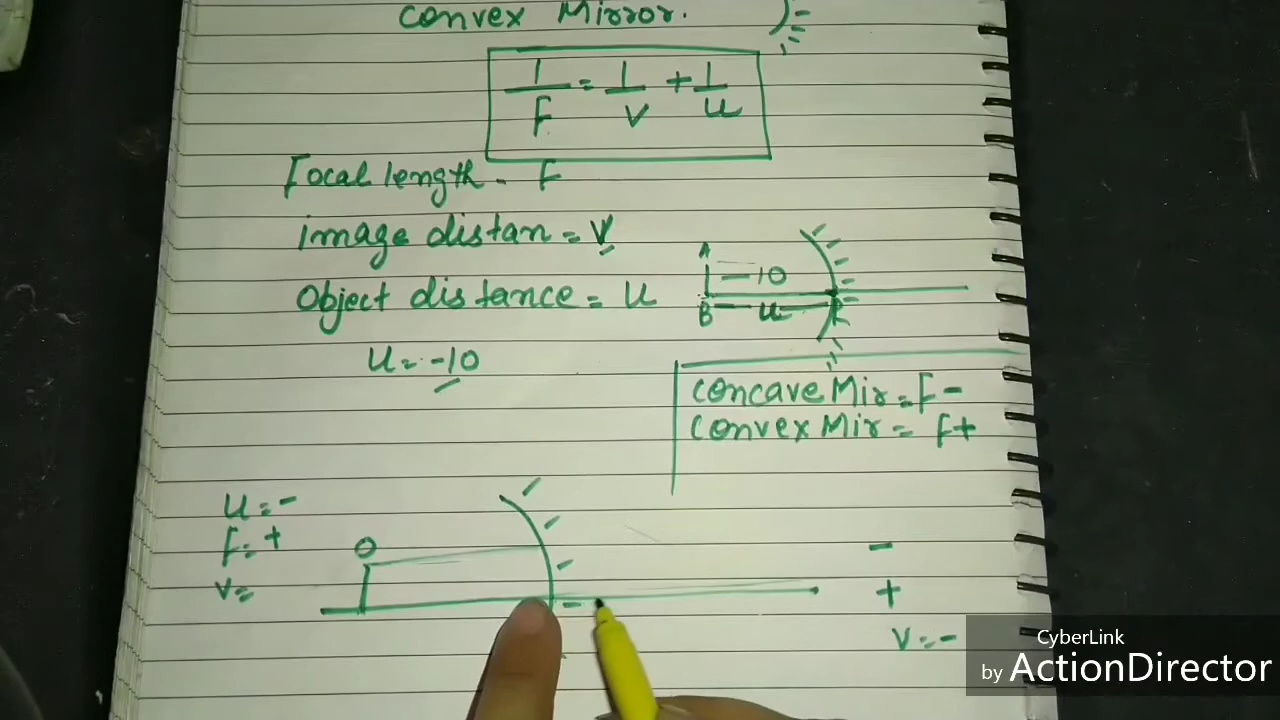 Convex Mirror.
1/F = 1/V + 1/u
Focal length - F
image distan = V
Object distance = u
A
-10
B
u
P
u = -10
Concave Mir = F -
Convex Mir = F+
u = -
F = +
V =
O
-
+
V = -
CyberLink
by ActionDirector